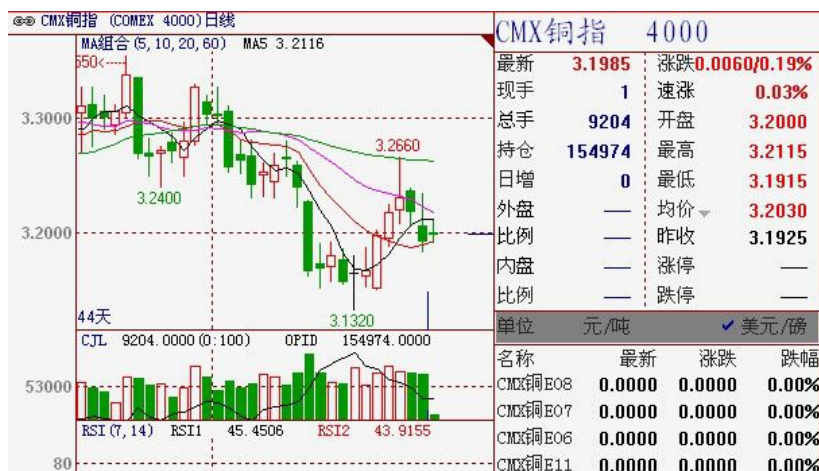 CMX铜指 (COMEX 4000)日线
MA组合(5,10,20,60) MA5 3.2116
550<----
3.3000
3.2660
3.2400
3.2000
3.1320
44天
CJL 9204.0000(0:100) OPID 154974.0000
53000
RSI(7,14) RSI1 45.4506 RSI2 43.9155
80
CMX铜指 4000
最新 3.1985 涨跌0.0060/0.19%
现手 1 速涨 0.03%
总手 9204 开盘 3.2000
持仓 154974 最高 3.2115
日增 0 最低 3.1915
外盘 — 均价 3.2030
比例 — 昨收 3.1925
内盘 — 涨停 —
比例 — 跌停 —
单位 元/吨 ✓ 美元/磅
名称 最新 涨跌 跌幅
CMX铜E08 0.0000 0.0000 0.00%
CMX铜E07 0.0000 0.0000 0.00%
CMX铜E06 0.0000 0.0000 0.00%
CMX铜E11 0.0000 0.0000 0.00%